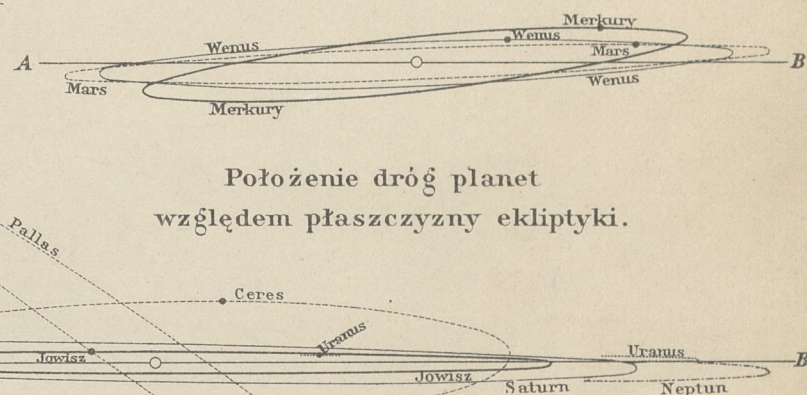 Merkury
Wenus
Wenus
Mars
A
B
Mars
Wenus
Merkury
Położenie dróg planet
względem płaszczyzny ekliptyki.
Pallas
Ceres
Uranus
Jowisz
Uranus
B
Jowisz
Saturn
Neptun